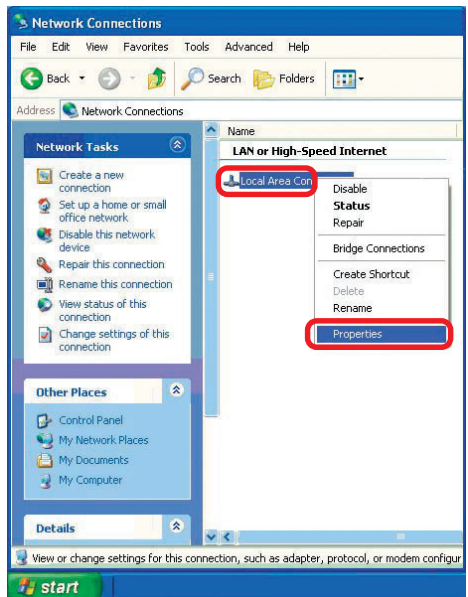 Network Connections
File Edit View Favorites Tools Advanced Help
Back Search Folders
Address Network Connections
Network Tasks
Create a new
connection
Set up a home or small
office network
Disable this network
device
Repair this connection
Rename this connection
View status of this
connection
Change settings of this
connection
Other Places
Control Panel
My Network Places
My Documents
My Computer
Details
Name
LAN or High-Speed Internet
Local Area Con
Disable
Status
Repair
Bridge Connections
Create Shortcut
Delete
Rename
Properties
View or change settings for this connection, such as adapter, protocol, or modem configur
start